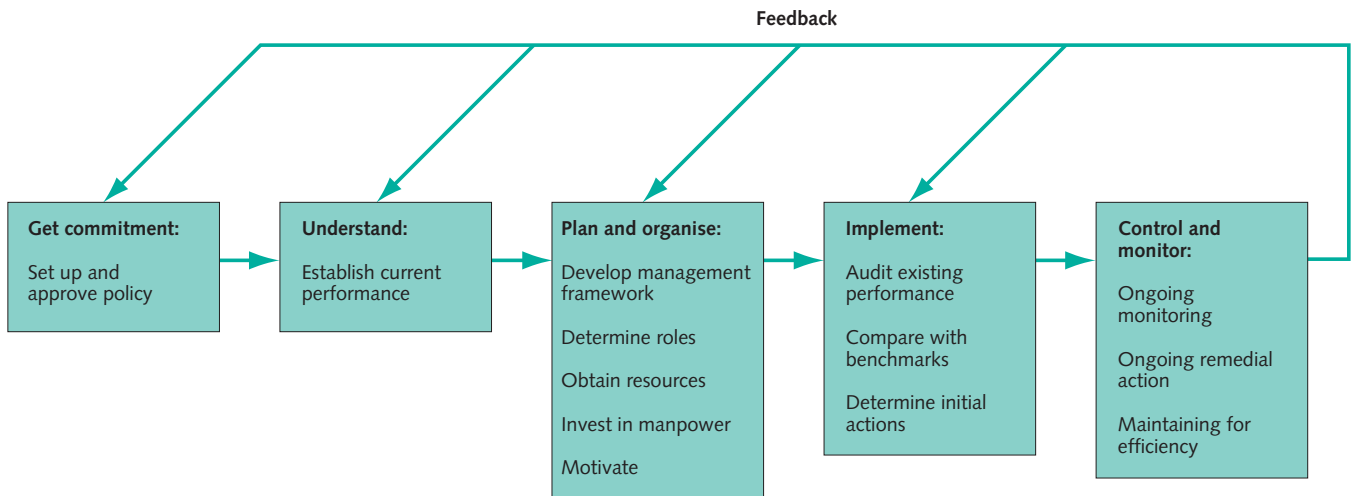 Feedback
Get commitment:
Set up and
approve policy
Understand:
Establish current
performance
Plan and organise:
Develop management
framework
Determine roles
Obtain resources
Invest in manpower
Motivate
Implement:
Audit existing
performance
Compare with
benchmarks
Determine initial
actions
Control and
monitor:
Ongoing
monitoring
Ongoing remedial
action
Maintaining for
efficiency